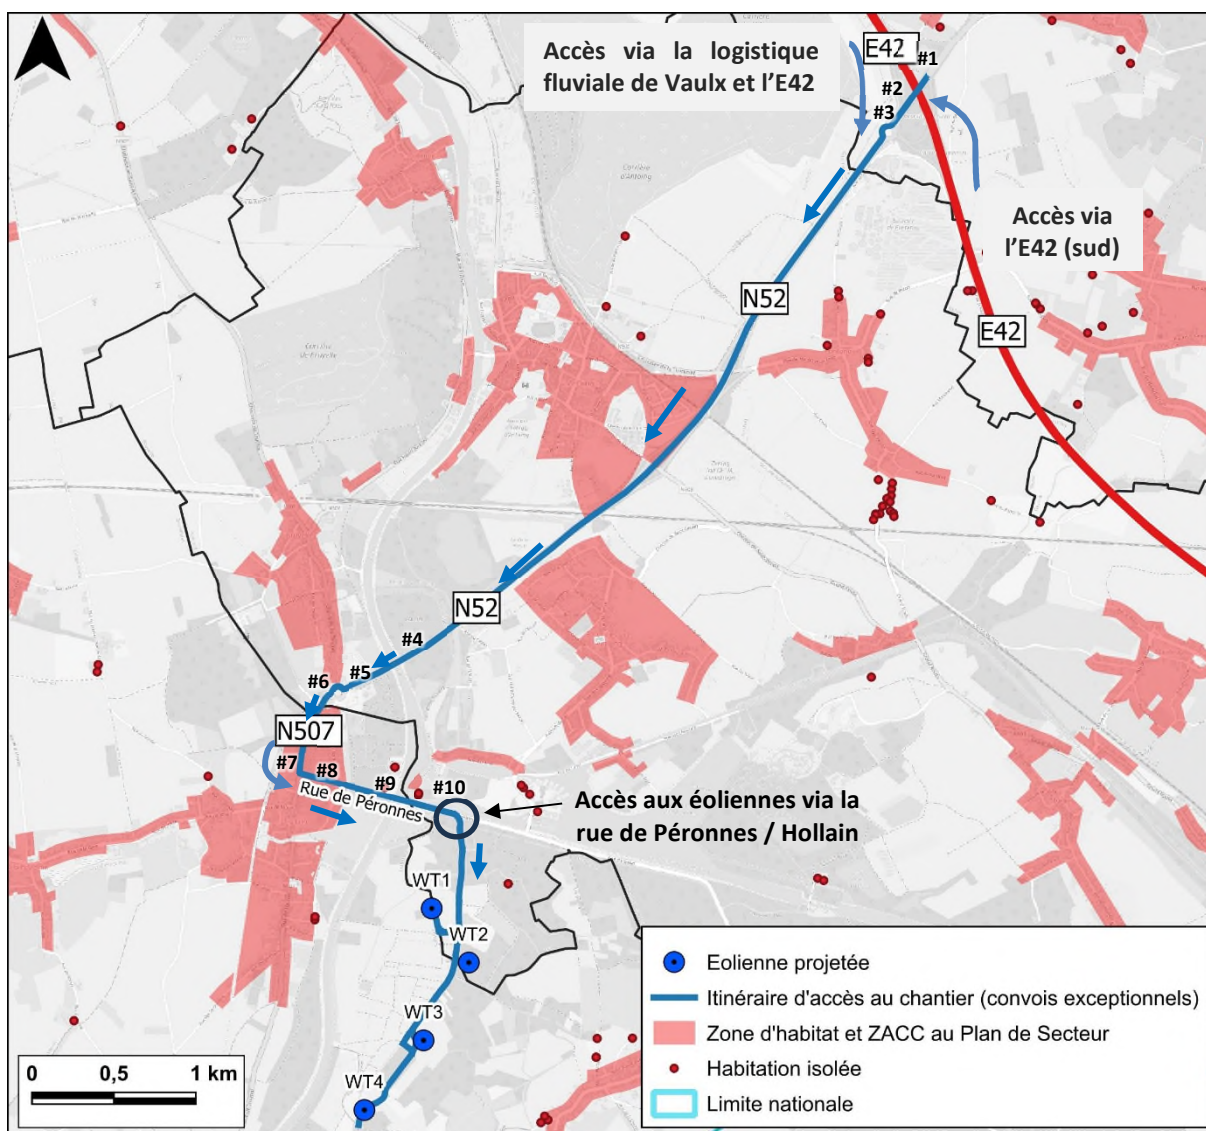 Accès via la logistique
fluviale de Vaulx et l’E42
E42
#1
#2
#3
Accès via
l’E42 (sud)
N52
E42
N52
#4
#5
#6
N507
#7
#8
#9
#10
Rue de Péronnes
Accès aux éoliennes via la
rue de Péronnes / Hollain
WT1
WT2
WT3
WT4
0 0,5 1 km
Eolienne projetée
Itinéraire d'accès au chantier (convois exceptionnels)
Zone d'habitat et ZACC au Plan de Secteur
Habitation isolée
Limite nationale